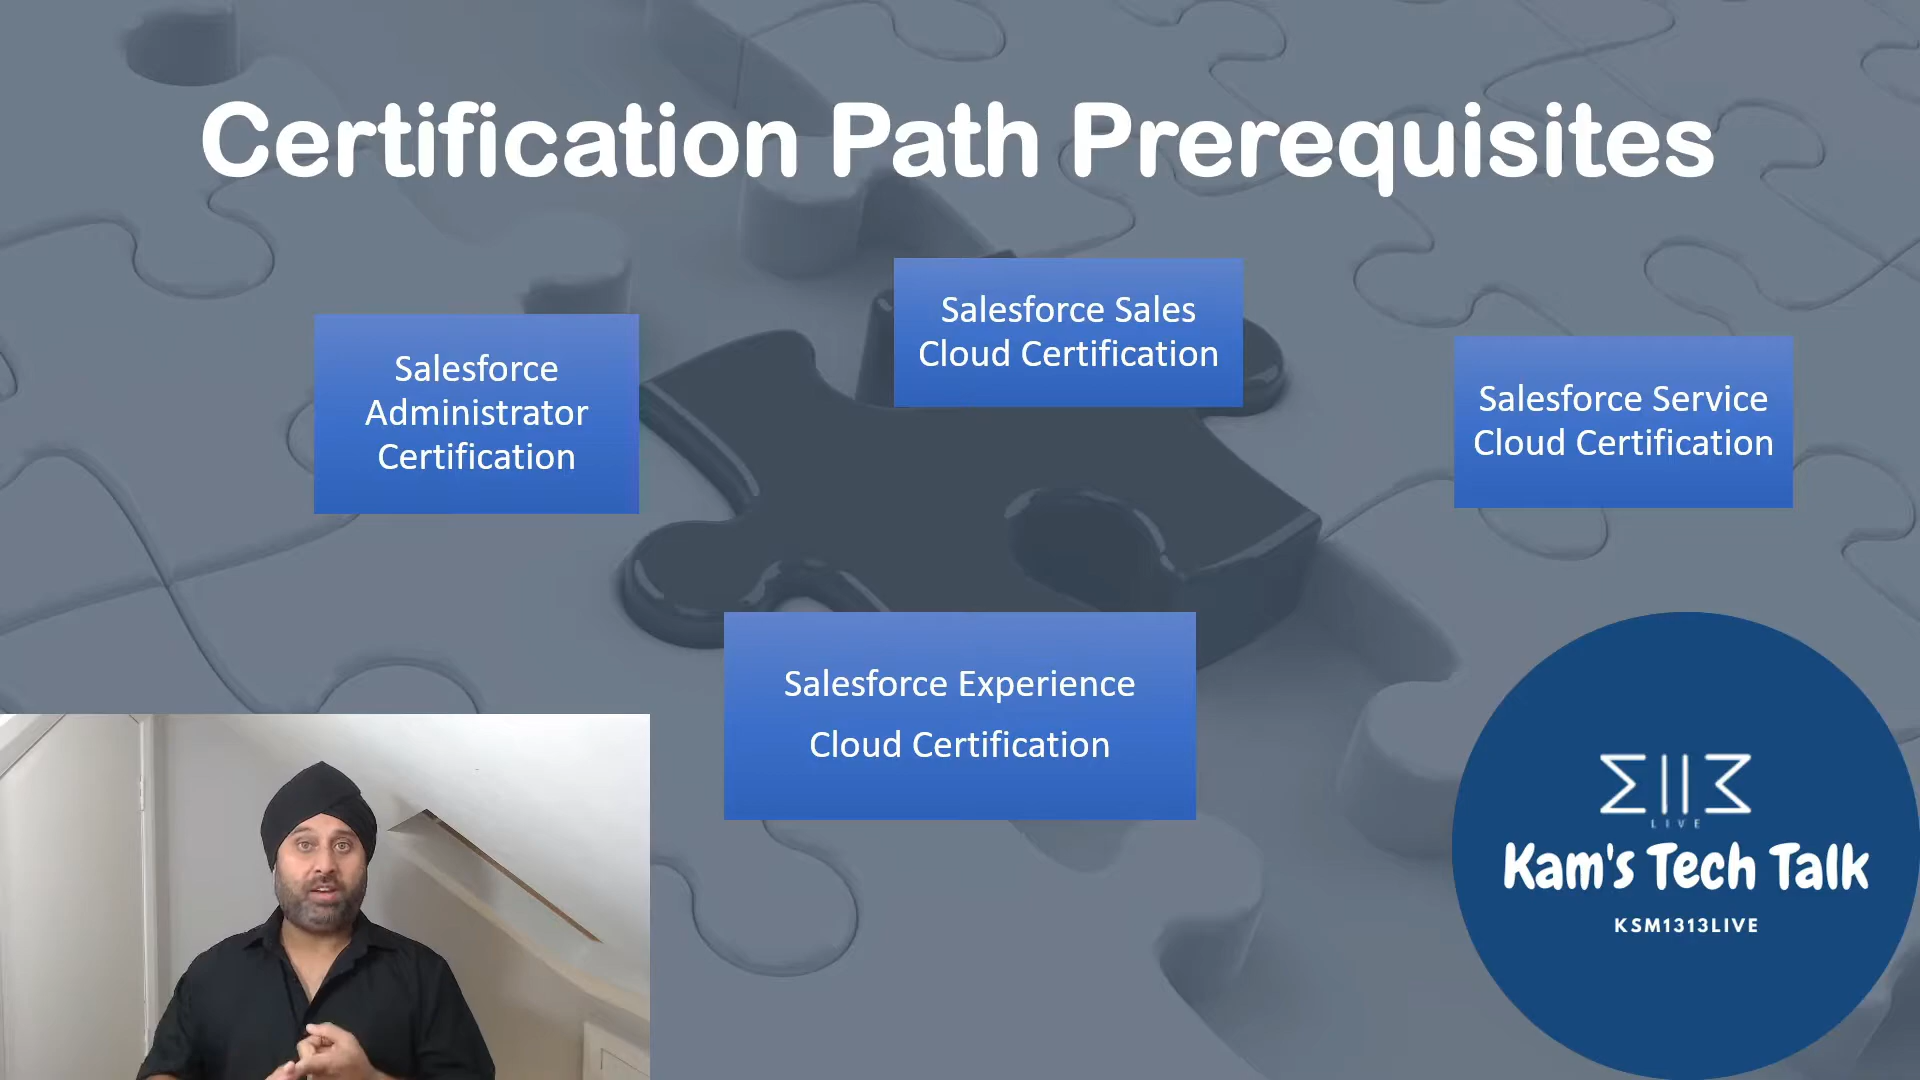 Certification Path Prerequisites
Salesforce Sales
Cloud Certification
Salesforce
Administrator
Certification
Salesforce Service
Cloud Certification
Salesforce Experience
Cloud Certification
LIVE
Kam's Tech Talk
KSM1313LIVE